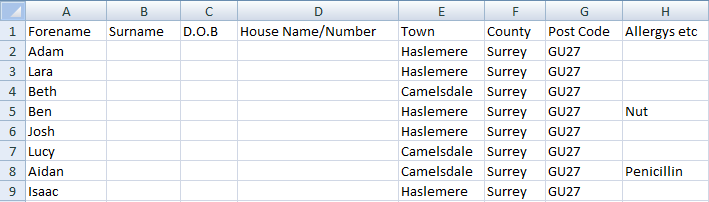 A B C D E F G H
1 Forename Surname D.O.B House Name/Number Town County Post Code Allergys etc
2 Adam Haslemere Surrey GU27
3 Lara Haslemere Surrey GU27
4 Beth Camelsdale Surrey GU27
5 Ben Haslemere Surrey GU27 Nut
6 Josh Haslemere Surrey GU27
7 Lucy Camelsdale Surrey GU27
8 Aidan Camelsdale Surrey GU27 Penicillin
9 Isaac Haslemere Surrey GU27